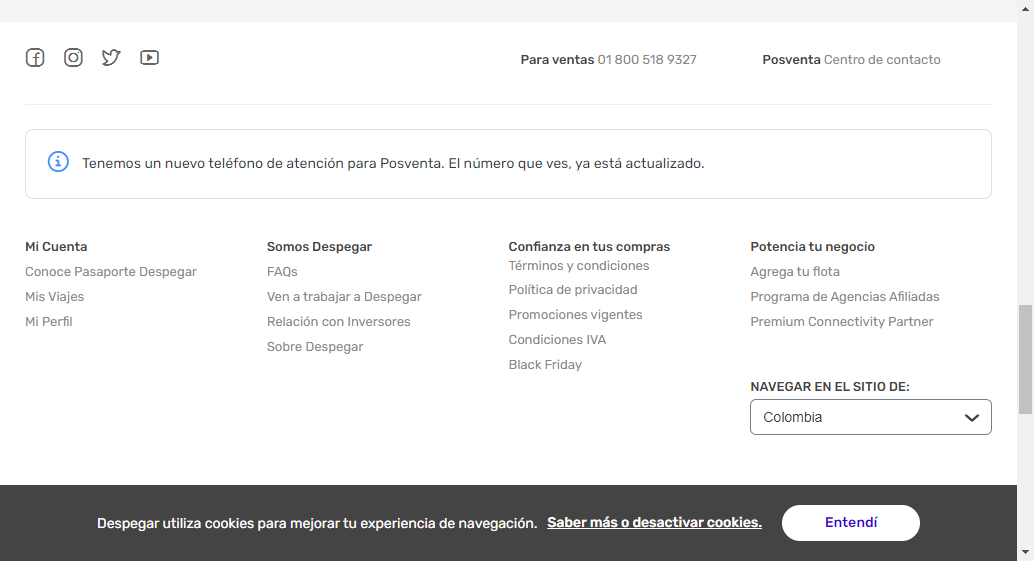 Para ventas 01 800 518 9327
Posventa Centro de contacto
Tenemos un nuevo teléfono de atención para Posventa. El número que ves, ya está actualizado.
Mi Cuenta
Conoce Pasaporte Despegar
Mis Viajes
Mi Perfil
Somos Despegar
FAQs
Ven a trabajar a Despegar
Relación con Inversores
Sobre Despegar
Confianza en tus compras
Términos y condiciones
Política de privacidad
Promociones vigentes
Condiciones IVA
Black Friday
Potencia tu negocio
Agrega tu flota
Programa de Agencias Afiliadas
Premium Connectivity Partner
NAVEGAR EN EL SITIO DE:
Colombia
Despegar utiliza cookies para mejorar tu experiencia de navegación. Saber más o desactivar cookies.
Entendí